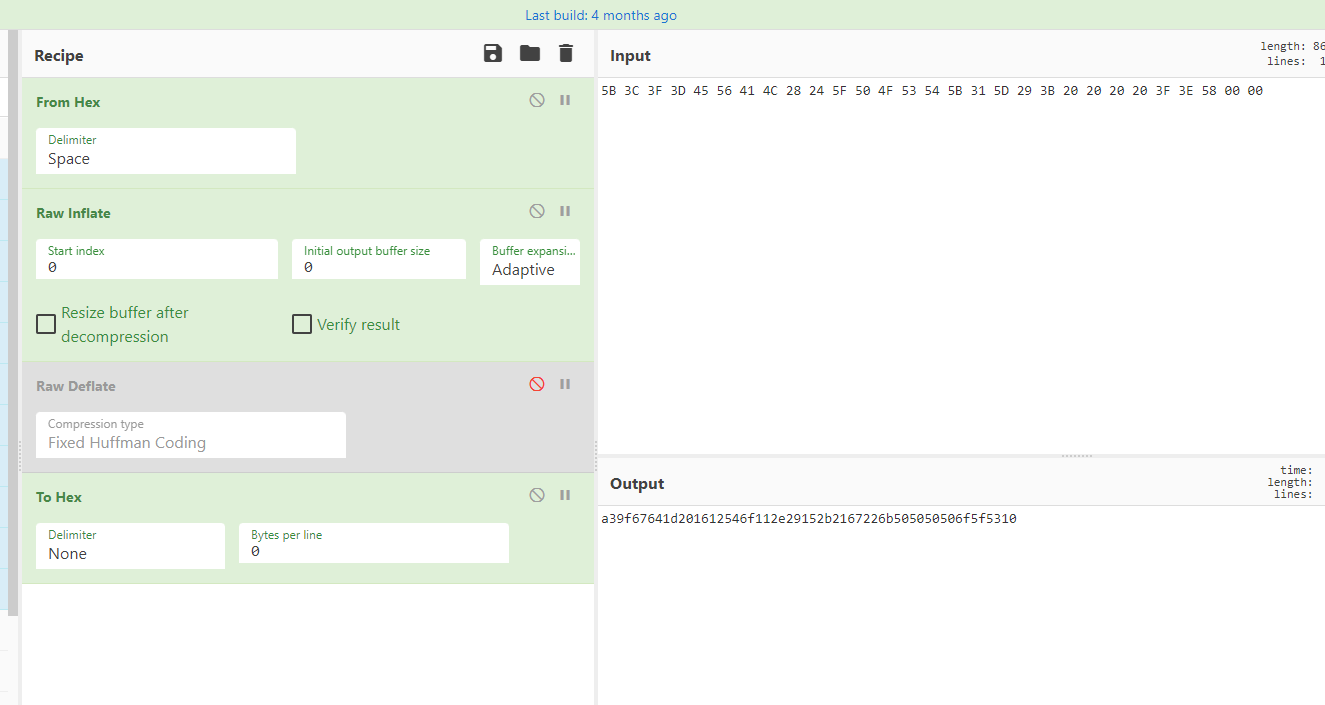 Last build: 4 months ago
Recipe
From Hex
Delimiter
Space
Raw Inflate
Start index
0
Initial output buffer size
0
Buffer expansi...
Adaptive
Resize buffer after
decompression
Verify result
Raw Deflate
Compression type
Fixed Huffman Coding
To Hex
Delimiter
None
Bytes per line
0
Input
length: 86
lines: 1
5B 3C 3F 3D 45 56 41 4C 28 24 5F 50 4F 53 54 5B 31 5D 29 3B 20 20 20 20 3F 3E 58 00 00
Output
time:
length:
lines:
a39f67641d201612546f112e29152b2167226b505050506f5f5310